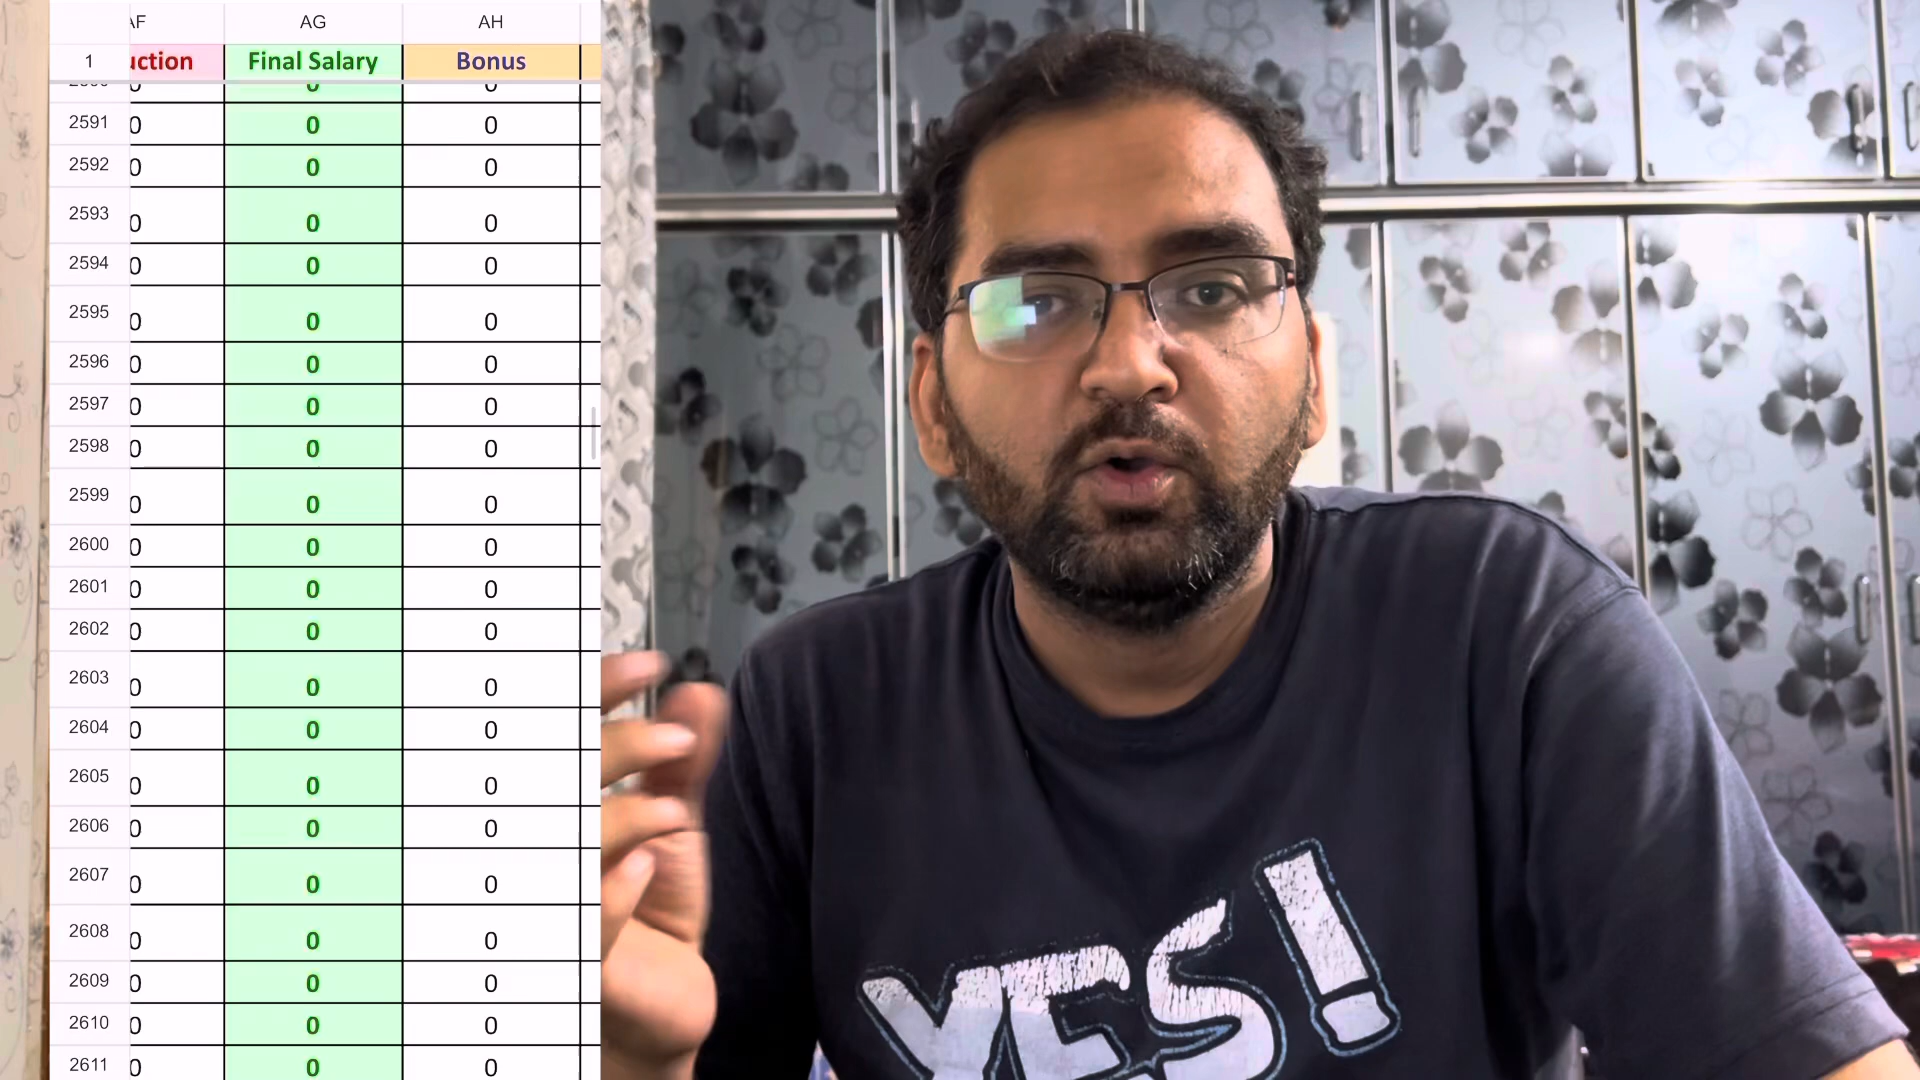 AF AG AH
1 uction Final Salary Bonus
0 0
2591 0 0 0
2592 0 0 0
2593 0 0 0
2594 0 0 0
2595 0 0 0
2596 0 0 0
2597 0 0 0
2598 0 0 0
2599 0 0 0
2600 0 0 0
2601 0 0 0
2602 0 0 0
2603 0 0 0
2604 0 0 0
2605 0 0 0
2606 0 0 0
2607 0 0 0
2608 0 0 0
2609 0 0 0
2610 0 0 0
2611 0 0 0
YES!